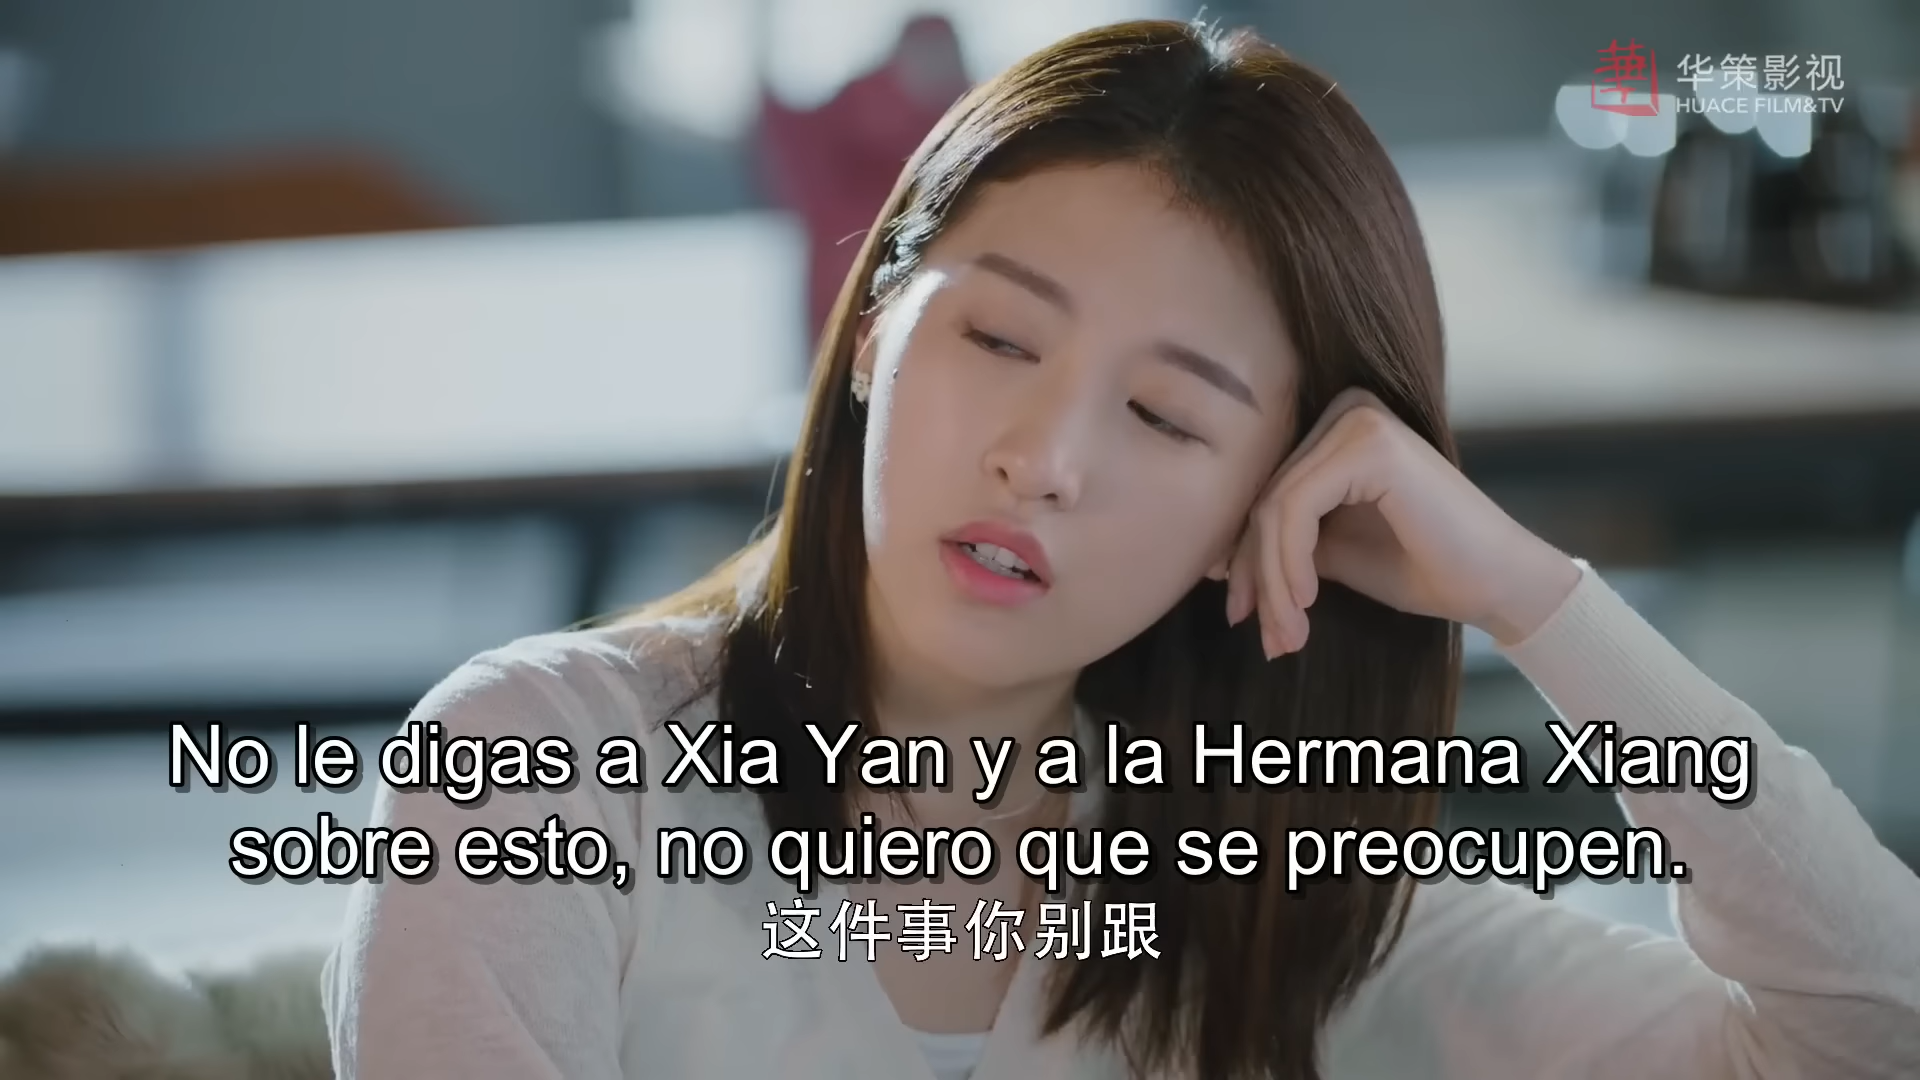 华策影视
HUACE FILM&TV
No le digas a Xia Yan y a la Hermana Xiang
sobre esto, no quiero que se preocupen.
这件事你别跟